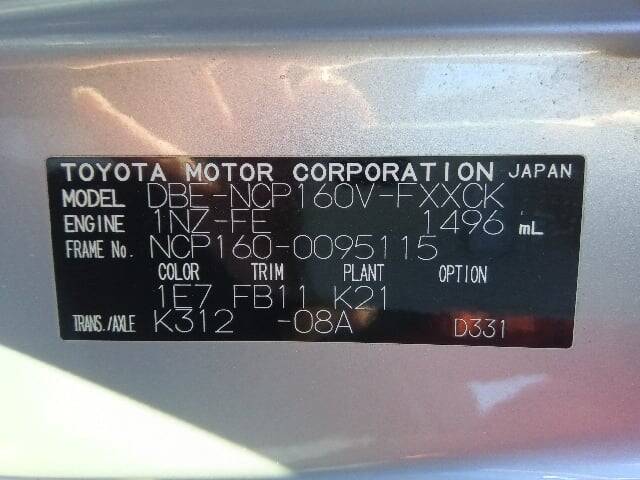 TOYOTA MOTOR CORPORATION JAPAN
MODEL DBE-NCP160V-FXXCK
ENGINE 1NZ-FE 1496 mL
FRAME No. NCP160-0095115
COLOR TRIM PLANT OPTION
1E7 FB11 K21
TRANS./AXLE K312 -08A D331